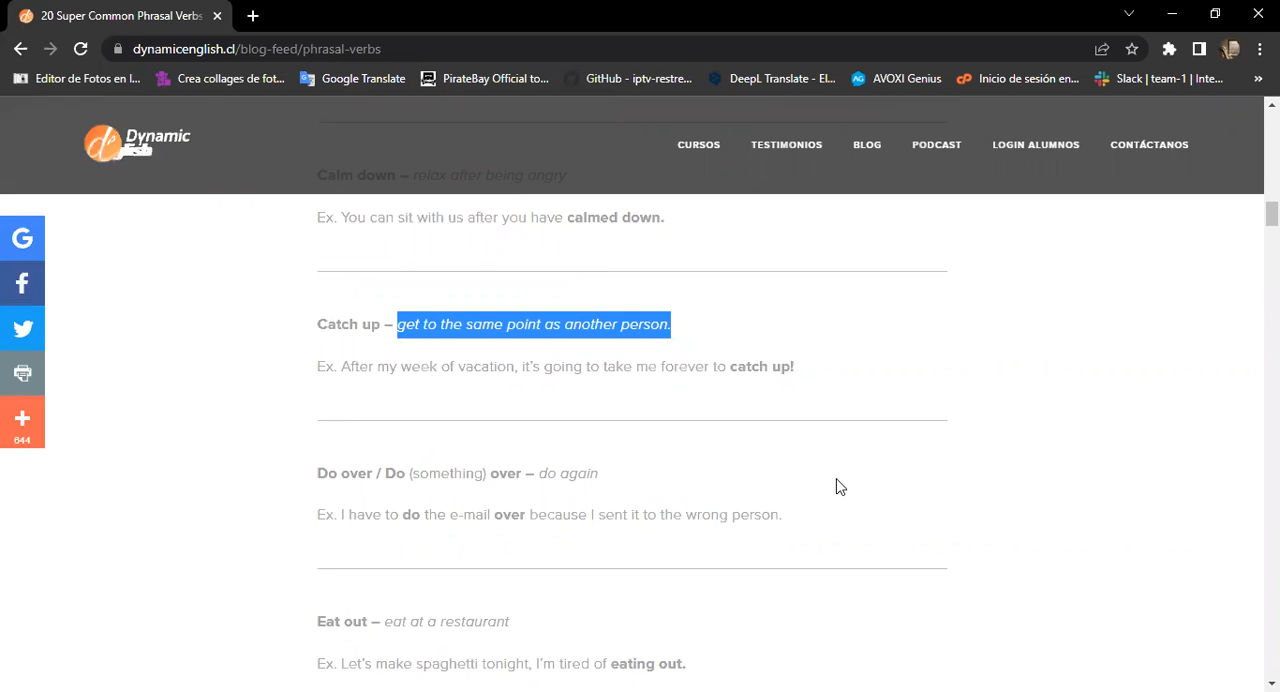 20 Super Common Phrasal Verbs
dynamicenglish.cl/blog-feed/phrasal-verbs
Editor de Fotos en l... Crea collages de fot... Google Translate PirateBay Official to... GitHub - iptv-restre... DeepL Translate - El... AVOXI Genius Inicio de sesión en... Slack | team-1 | Inte...
Dynamic
CURSOS TESTIMONIOS BLOG PODCAST LOGIN ALUMNOS CONTÁCTANOS
Calm down – relax after being angry
Ex. You can sit with us after you have calmed down.
Catch up – get to the same point as another person.
Ex. After my week of vacation, it's going to take me forever to catch up!
Do over / Do (something) over – do again
Ex. I have to do the e-mail over because I sent it to the wrong person.
Eat out – eat at a restaurant
Ex. Let's make spaghetti tonight, I'm tired of eating out.
644